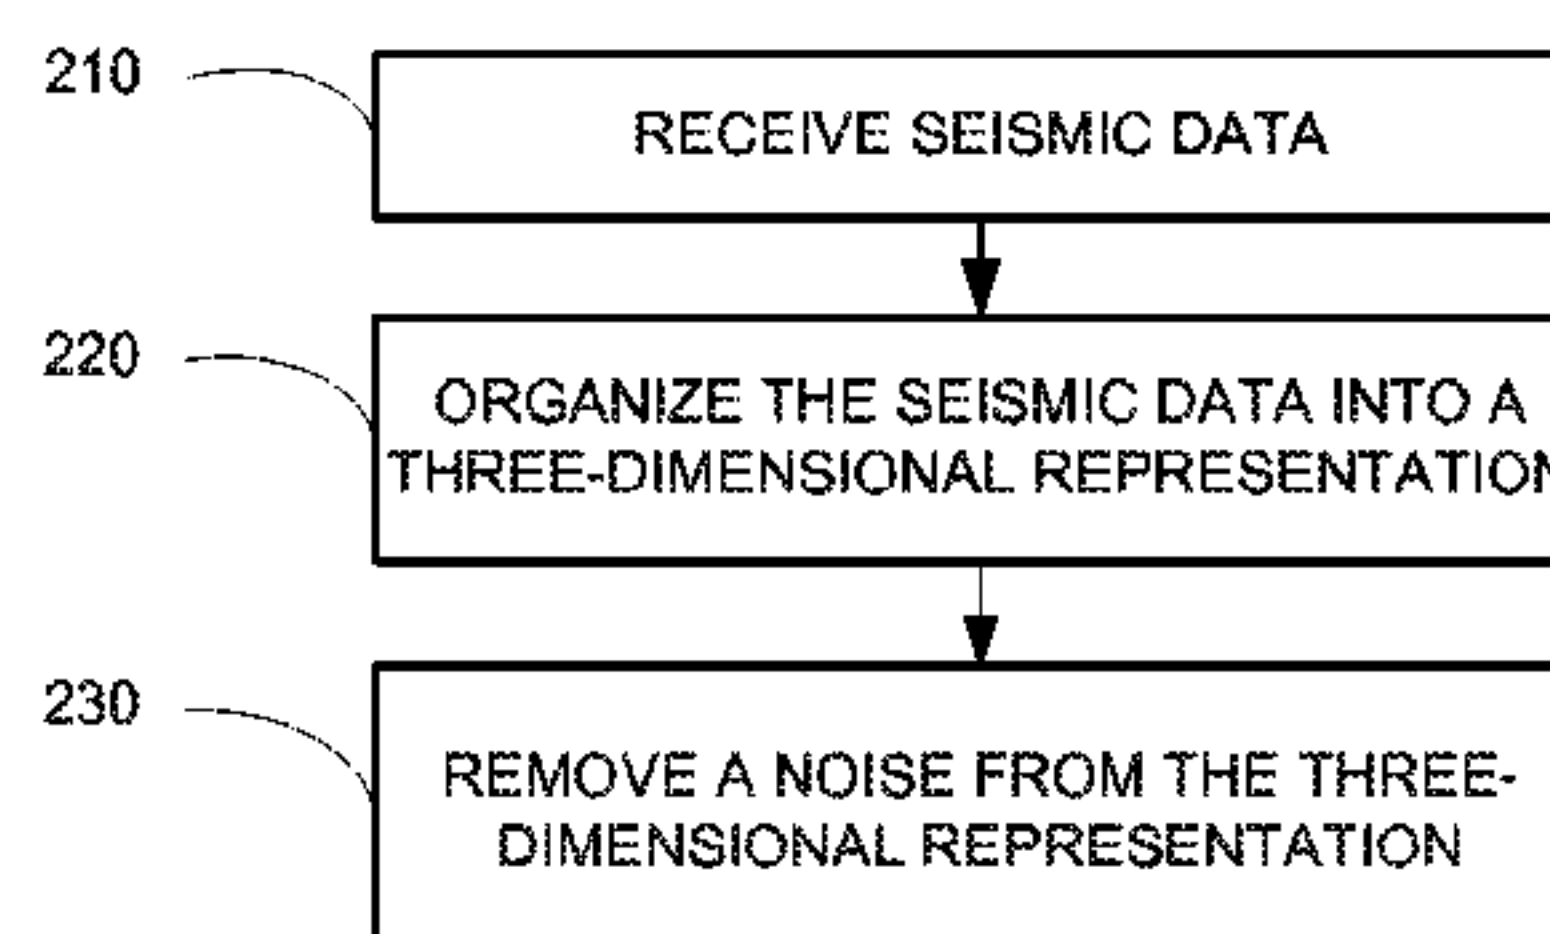 210
RECEIVE SEISMIC DATA
220
ORGANIZE THE SEISMIC DATA INTO A
THREE-DIMENSIONAL REPRESENTATION
230
REMOVE A NOISE FROM THE THREE-
DIMENSIONAL REPRESENTATION